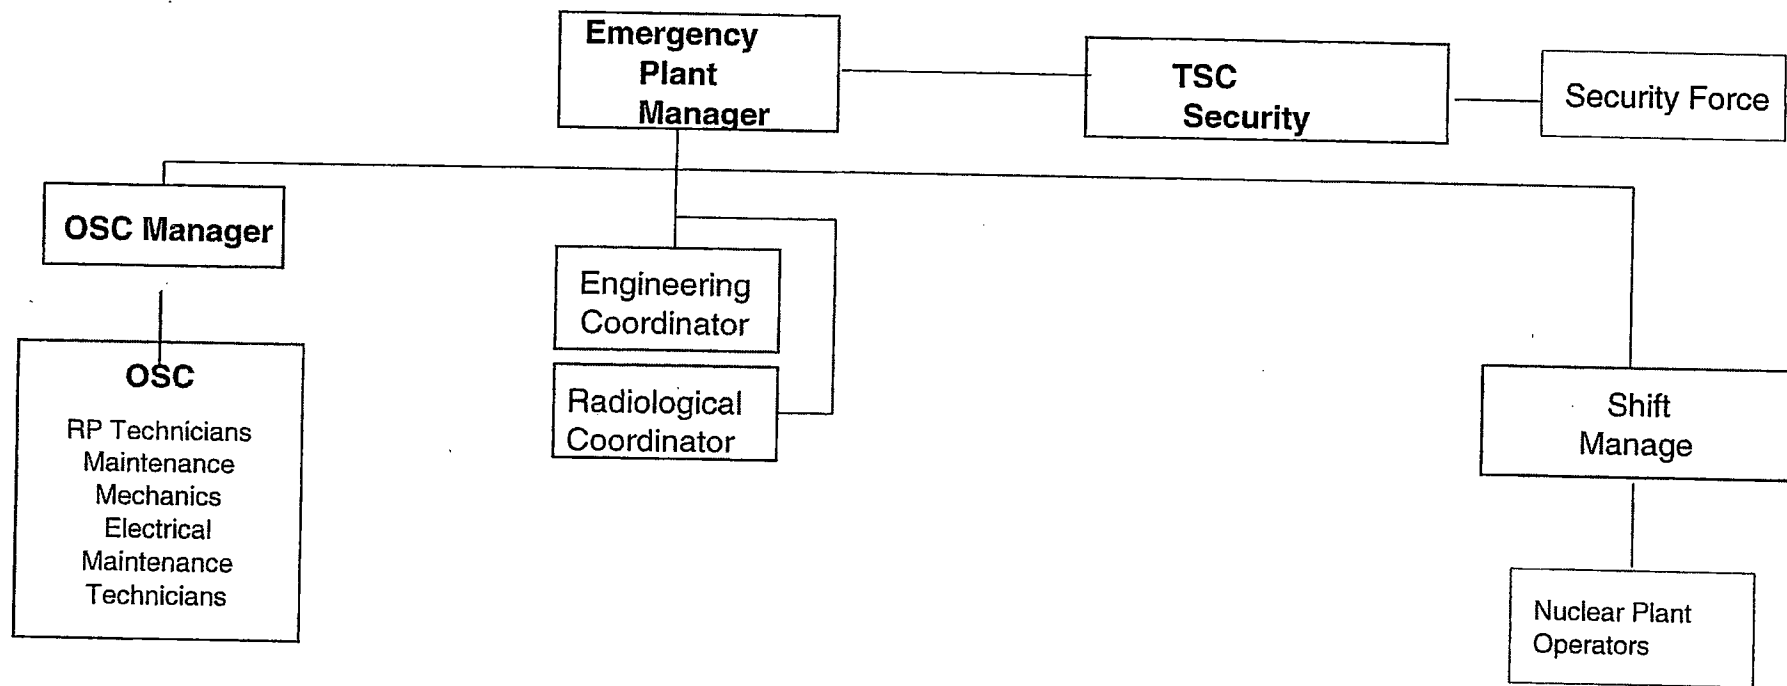 Emergency
Plant
Manager
TSC
Security
Security Force
OSC Manager
Engineering
Coordinator
Radiological
Coordinator
OSC
RP Technicians
Maintenance
Mechanics
Electrical
Maintenance
Technicians
Shift
Manage
Nuclear Plant
Operators